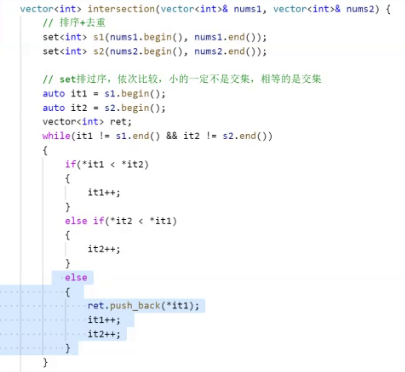 vector<int> intersection(vector<int>& nums1, vector<int>& nums2) {
// 排序+去重
set<int> s1(nums1.begin(), nums1.end());
set<int> s2(nums2.begin(), nums2.end());
// set排过序，依次比较，小的一定不是交集，相等的是交集
auto it1 = s1.begin();
auto it2 = s2.begin();
vector<int> ret;
while(it1 != s1.end() && it2 != s2.end())
{
if(*it1 < *it2)
{
it1++;
}
else if(*it2 < *it1)
{
it2++;
}
else
{
ret.push_back(*it1);
it1++;
it2++;
}
}